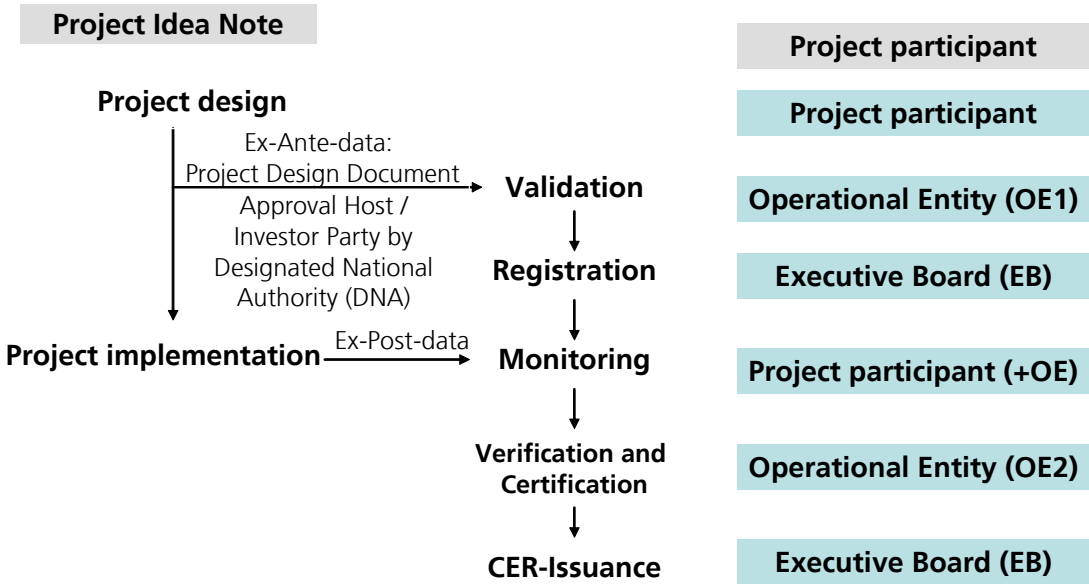 Project Idea Note
Project participant
Project design
Project participant
Ex-Ante-data:
Project Design Document
Validation
Operational Entity (OE1)
Approval Host /
Investor Party by
Designated National
Authority (DNA)
Registration
Executive Board (EB)
Project implementation
Ex-Post-data
Monitoring
Project participant (+OE)
Verification and
Certification
Operational Entity (OE2)
CER-Issuance
Executive Board (EB)